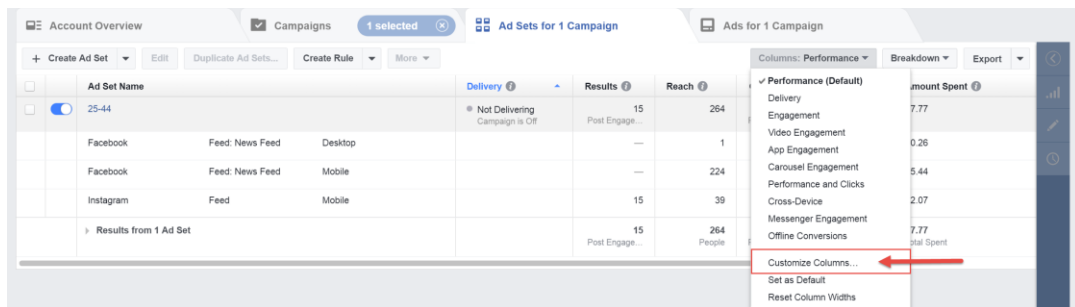 Account Overview
Campaigns
1 selected
Ad Sets for 1 Campaign
Ads for 1 Campaign
+ Create Ad Set
Edit
Duplicate Ad Sets...
Create Rule
More
Columns: Performance
Breakdown
Export
Ad Set Name
Delivery
Results
Reach
Amount Spent
25-44
Not Delivering
Campaign is Off
15
Post Engage...
264
7.77
Facebook
Feed: News Feed
Desktop
—
1
0.26
Facebook
Feed: News Feed
Mobile
—
224
5.44
Instagram
Feed
Mobile
15
39
2.07
Results from 1 Ad Set
15
Post Engage...
264
People
7.77
Total Spent
Performance (Default)
Delivery
Engagement
Video Engagement
App Engagement
Carousel Engagement
Performance and Clicks
Cross-Device
Messenger Engagement
Offline Conversions
Customize Columns...
Set as Default
Reset Column Widths